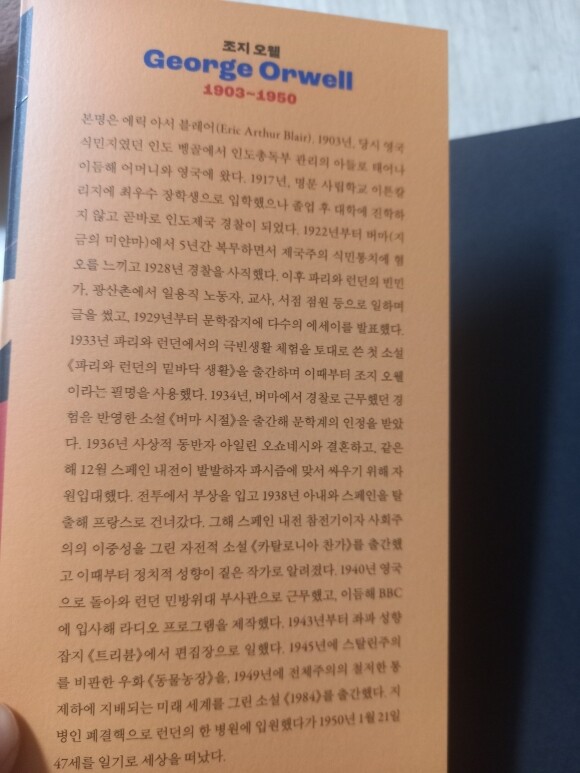 조지 오웰
George Orwell
1903~1950
본명은 에릭 아서 블레어(Eric Arthur Blair). 1903년, 당시 영국
식민지였던 인도 벵골에서 인도총독부 관리의 아들로 태어나
이듬해 어머니와 영국에 왔다. 1917년, 명문 사립학교 이튼칼
리지에 최우수 장학생으로 입학했으나 졸업 후 대학에 진학하
지 않고 곧바로 인도제국 경찰이 되었다. 1922년부터 버마(지
금의 미얀마)에서 5년간 복무하면서 제국주의 식민통치에 혐
오를 느끼고 1928년 경찰을 사직했다. 이후 파리와 런던의 빈민
가, 광산촌에서 일용직 노동자, 교사, 서점 점원 등으로 일하며
글을 썼고, 1929년부터 문학잡지에 다수의 에세이를 발표했다.
1933년 파리와 런던에서의 극빈생활 체험을 토대로 쓴 첫 소설
《파리와 런던의 밑바닥 생활》을 출간하며 이때부터 조지 오웰
이라는 필명을 사용했다. 1934년, 버마에서 경찰로 근무했던 경
험을 반영한 소설 《버마 시절》을 출간해 문학계의 인정을 받았
다. 1936년 사상적 동반자 아일린 오쇼네시와 결혼하고, 같은
해 12월 스페인 내전이 발발하자 파시즘에 맞서 싸우기 위해 자
원입대했다. 전투에서 부상을 입고 1938년 아내와 스페인을 탈
출해 프랑스로 건너갔다. 그해 스페인 내전 참전기이자 사회주
의의 이중성을 그린 자전적 소설 《카탈로니아 찬가》를 출간했
고 이때부터 정치적 성향이 짙은 작가로 알려졌다. 1940년 영국
으로 돌아와 런던 민방위대 부사관으로 근무했고, 이듬해 BBC
에 입사해 라디오 프로그램을 제작했다. 1943년부터 좌파 성향
잡지 《트리뷴》에서 편집장으로 일했다. 1945년에 스탈린주의
를 비판한 우화 《동물농장》을, 1949년에 전체주의의 철저한 통
제하에 지배되는 미래 세계를 그린 소설 《1984》를 출간했다. 지
병인 폐결핵으로 런던의 한 병원에 입원했다가 1950년 1월 21일
47세를 일기로 세상을 떠났다.